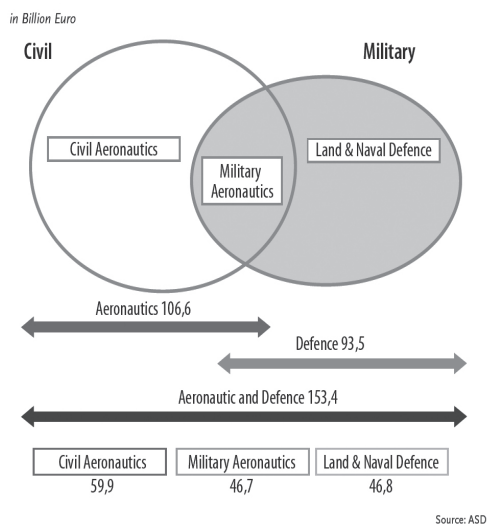 in Billion Euro
Civil
Military
Civil Aeronautics
Military
Aeronautics
Land & Naval Defence
Aeronautics 106,6
Defence 93,5
Aeronautic and Defence 153,4
Civil Aeronautics
Military Aeronautics
Land & Naval Defence
59,9
46,7
46,8
Source: ASD